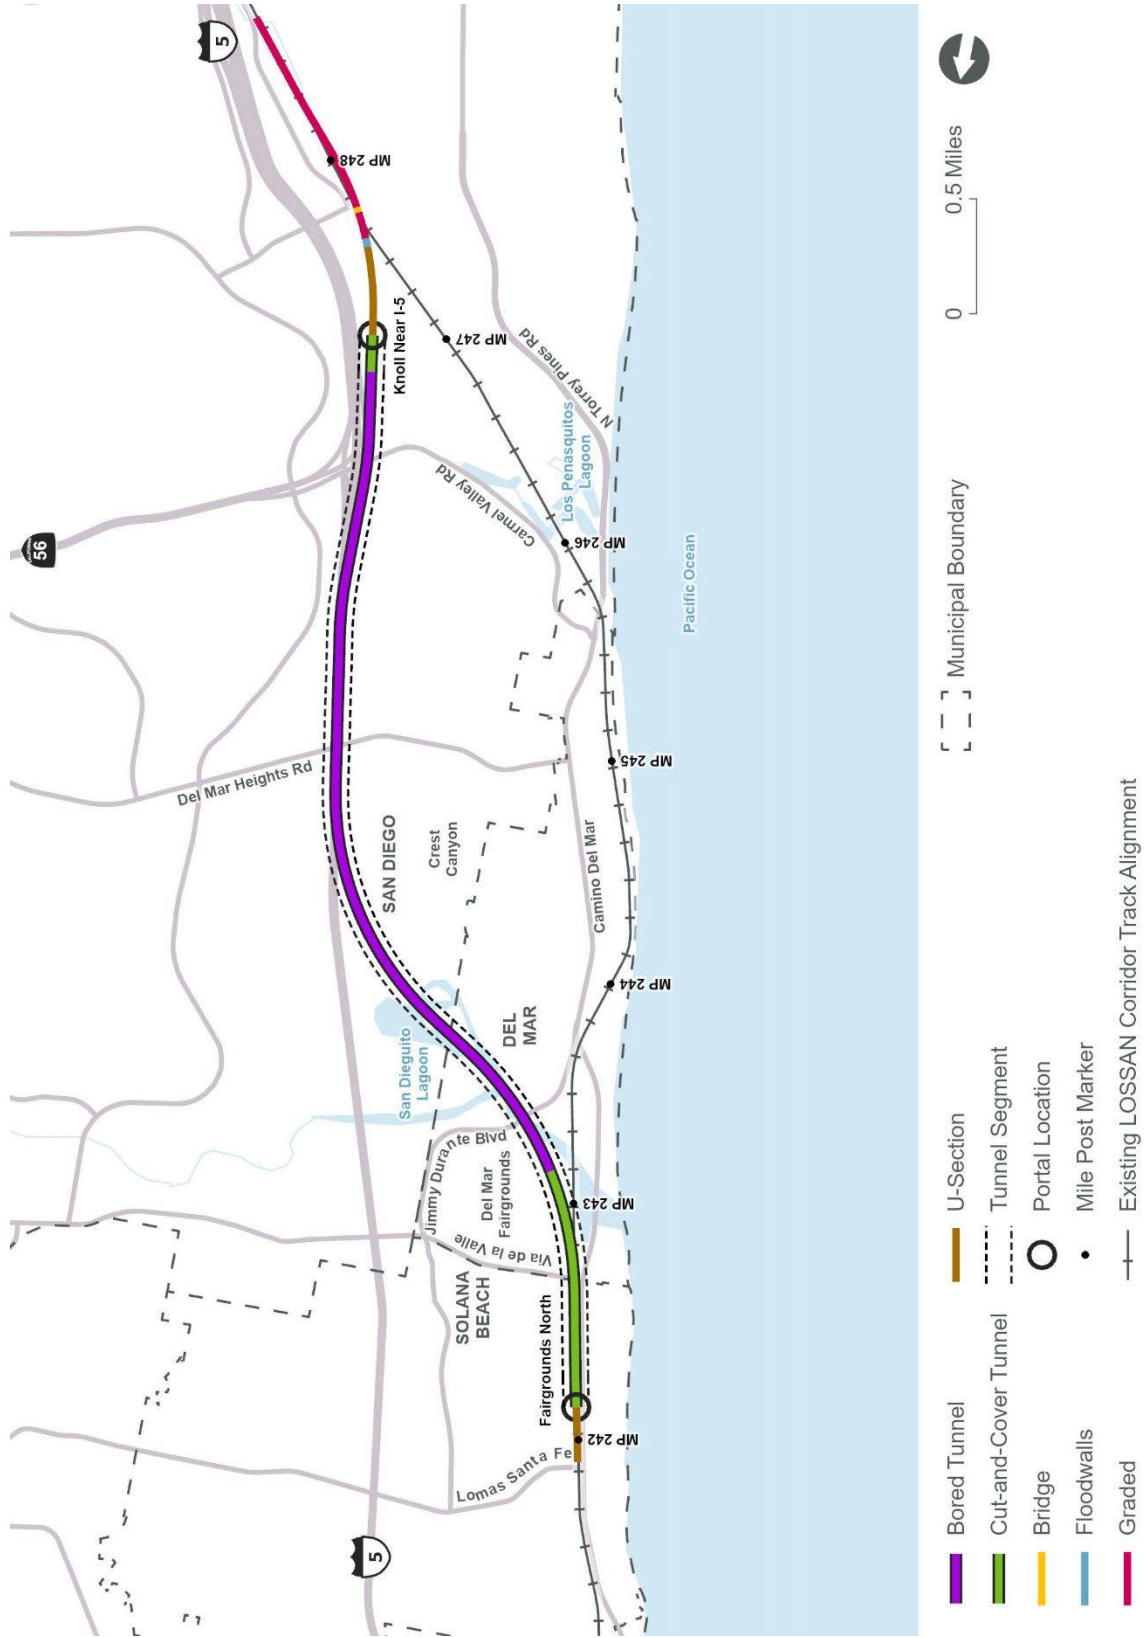 5
MP 248
Knoll Near I-5
MP 247
N Torrey Pines Rd
Los Penasquitos
Lagoon
Carmel Valley Rd
CALIFORNIA
56
MP 246
Pacific Ocean
MP 245
Del Mar Heights Rd
SAN DIEGO
Crest
Canyon
Camino Del Mar
MP 244
DEL
MAR
San Dieguito
Lagoon
Jimmy Durante Blvd
Del Mar
Fairgrounds
MP 243
Via de la Valle
SOLANA
BEACH
Fairgrounds North
MP 242
Lomas Santa Fe
5
Bored Tunnel
Cut-and-Cover Tunnel
Bridge
Floodwalls
Graded
U-Section
Tunnel Segment
Portal Location
Mile Post Marker
Existing LOSSAN Corridor Track Alignment
Municipal Boundary
0 0.5 Miles